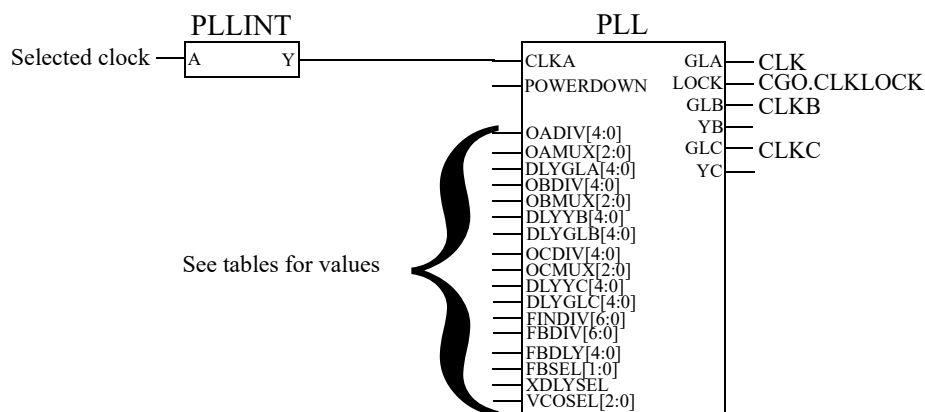 PLLINT
PLL
Selected clock
A
Y
CLKA
GLA
CLK
POWERDOWN
LOCK
CGO.CLKLOCK
GLB
CLKB
YB
OADIV[4:0]
GLC
CLKC
OAMUX[2:0]
YC
DLYGLA[4:0]
OBDIV[4:0]
OBMUX[2:0]
DLYYB[4:0]
DLYGLB[4:0]
OCDIV[4:0]
See tables for values
OCMUX[2:0]
DLYYC[4:0]
DLYGLC[4:0]
FINDIV[6:0]
FBDIV[6:0]
FBDLY[4:0]
FBSEL[1:0]
XDLYSEL
VCOSEL[2:0]